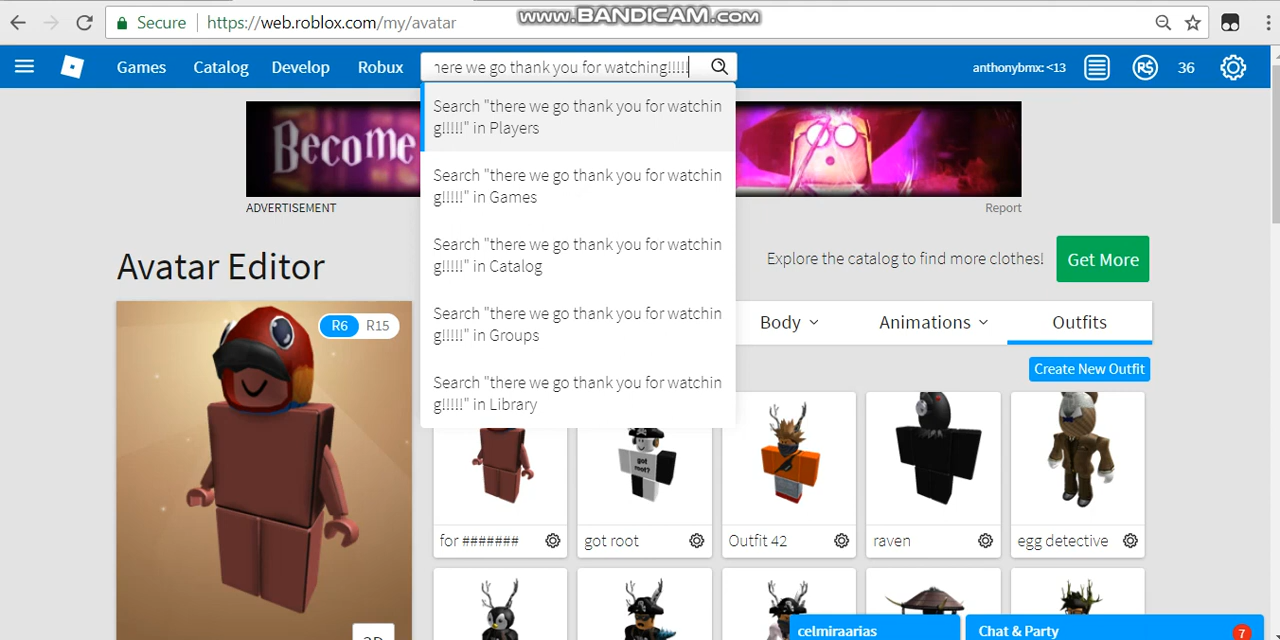 Secure
https://web.roblox.com/my/avatar
www.BANDICAM.com
Games
Catalog
Develop
Robux
here we go thank you for watching!!!!!
anthonybmx: <13
R$
36
Search "there we go thank you for watchin
g!!!!!" in Players
Search "there we go thank you for watchin
g!!!!!" in Games
Search "there we go thank you for watchin
g!!!!!" in Catalog
Search "there we go thank you for watchin
g!!!!!" in Groups
Search "there we go thank you for watchin
g!!!!!" in Library
Become
ADVERTISEMENT
Report
Avatar Editor
Explore the catalog to find more clothes!
Get More
R6
R15
Body
Animations
Outfits
Create New Outfit
got
root?
for #######
got root
Outfit 42
raven
egg detective
celmiraarias
Chat & Party
7